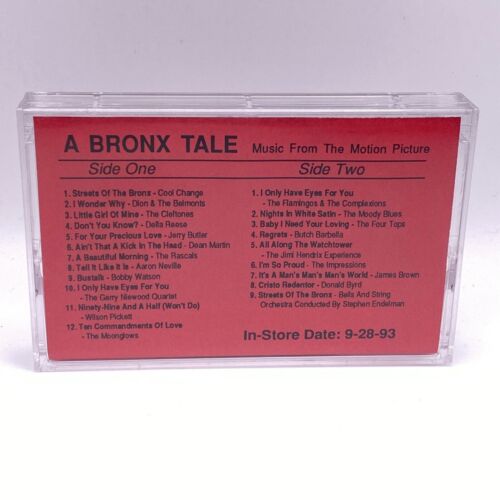 A BRONX TALE Music From The Motion Picture
Side One
1. Streets Of The Bronx - Cool Change
2. I Wonder Why - Dion & The Belmonts
3. Little Girl Of Mine - The Cleftones
4. Don't You Know? - Della Reese
5. For Your Precious Love - Jerry Butler
6. Ain't That A Kick In The Head - Dean Martin
7. A Beautiful Morning - The Rascals
8. Tell It Like It Is - Aaron Neville
9. Bustalk - Bobby Watson
10. I Only Have Eyes For You
- The Garry Niewood Quartet
11. Ninety-Nine And A Half (Won't Do)
- Wilson Pickett
12. Ten Commandments Of Love
- The Moonglows
Side Two
1. I Only Have Eyes For You
- The Flamingos & The Complexions
2. Nights In White Satin - The Moody Blues
3. Baby I Need Your Loving - The Four Tops
4. Regrets - Butch Barbella
5. All Along The Watchtower
- The Jimi Hendrix Experience
6. I'm So Proud - The Impressions
7. It's A Man's Man's Man's World - James Brown
8. Cristo Redentor - Donald Byrd
9. Streets Of The Bronx - Bells And String
Orchestra Conducted By Stephen Endelman
In-Store Date: 9-28-93